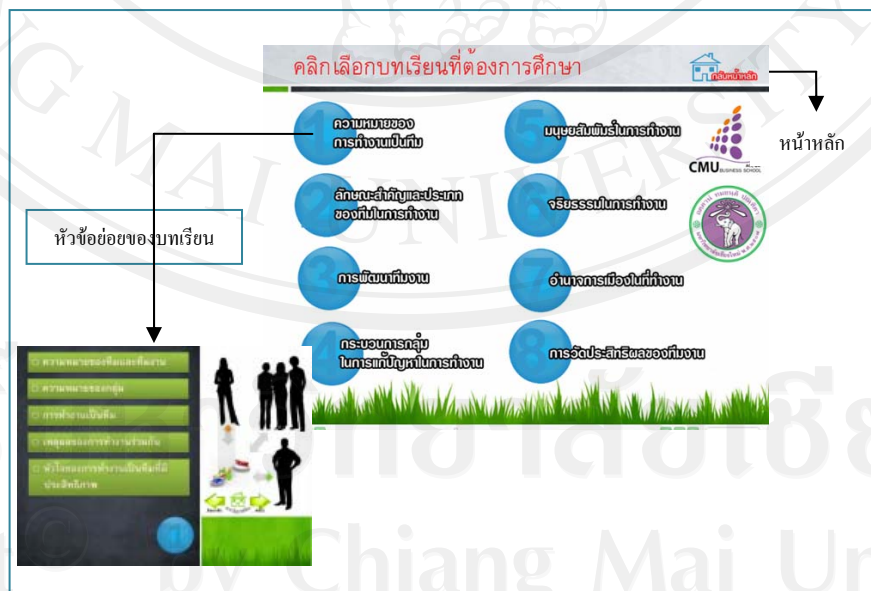 คลิกเลือกบทเรียนที่ต้องการศึกษา
กลับหน้าหลัก
หน้าหลัก
1
ความหมายของ
การทำงานเป็นทีม
2
ลักษณะสำคัญและประเภท
ของทีมในการทำงาน
3
การพัฒนาทีมงาน
4
กระบวนการกลุ่ม
ในการแก้ปัญหาในการทำงาน
5
มนุษยสัมพันธ์ในการทำงาน
6
จริยธรรมในการทำงาน
7
อำนาจการเมืองในที่ทำงาน
8
การวัดประสิทธิผลของทีมงาน
CMU BUSINESS SCHOOL
หัวข้อย่อยของบทเรียน
ความหมายของทีมและทีมงาน
ความหมายของกลุ่ม
การทำงานเป็นทีม
เหตุผลของการทำงานร่วมกัน
หัวใจของการทำงานเป็นทีมที่มี
ประสิทธิภาพ
1
MAI UNIVERSITY
by Chiang Mai Un